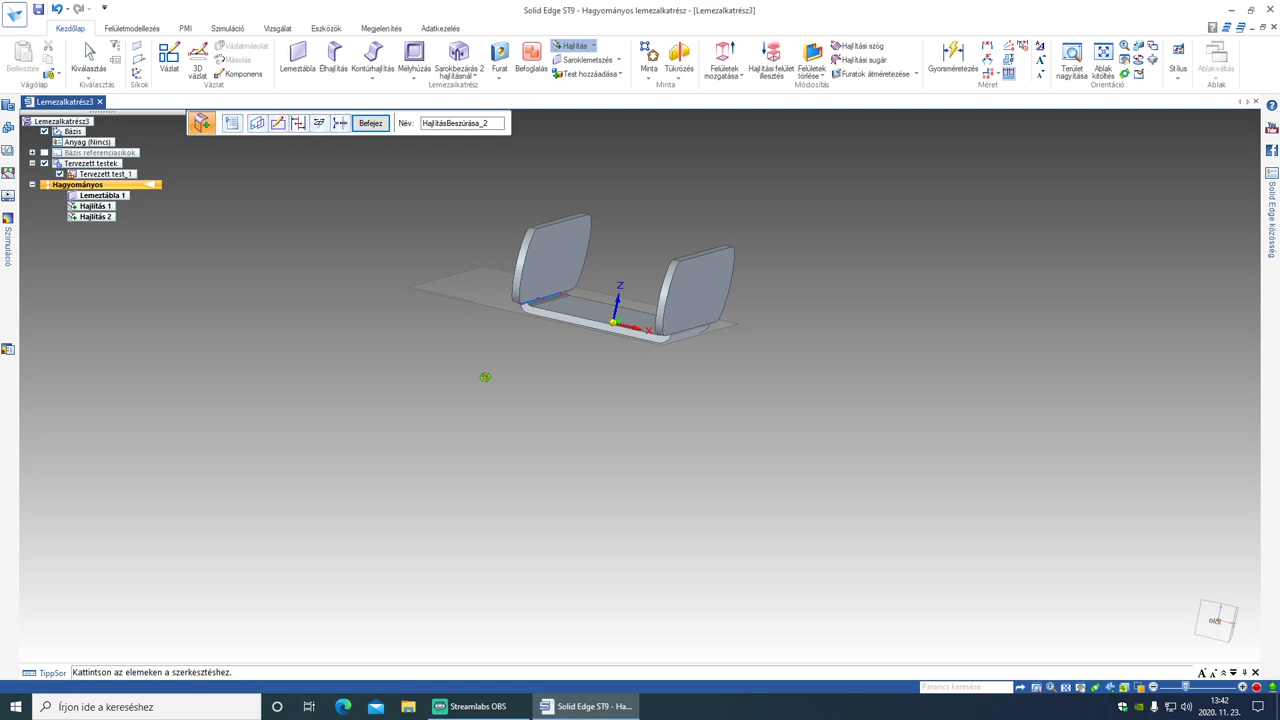 Solid Edge ST9 - Hagyományos lemezalkatrész - [Lemezalkatrész3]
Kezdőlap
Felületmodellezés
PMI
Szimuláció
Vizsgálat
Eszközök
Megjelenítés
Adatkezelés
Beillesztés
Vágólap
Kiválasztás
Kiválasztás
Síkok
Vázlat
3D vázlat
Vázlatmásolat
Másolás
Komponens
Vázlat
Lemeztábla
Élhajlítás
Kontúrhajlítás
Mélyhúzás
Sarokbezárás 2 hajlításnál
Furat
Befoglalás
Hajlítás
Saroklemetszés
Test hozzáadása
Lemezalkatrész
Minta
Tükrözés
Minta
Felületek mozgatása
Hajlítási felület illesztés
Felületek törlése
Hajlítási szög
Hajlítási sugár
Furatok átméretezése
Módosítás
Gyorsméretezés
Méret
Terület nagyítása
Ablak kitöltés
Orientáció
Stílus
Ablakváltás
Ablak
Lemezalkatrész3
Lemezalkatrész3
Bázis
Anyag (Nincs)
Bázis referenciasíkok
Tervezett testek
Tervezett test_1
Hagyományos
Lemeztábla 1
Hajlítás 1
Hajlítás 2
Befejez
Név:
HajlításBeszúrása_2
Z
X
Szimuláció
Solid Edge közösség
TippSor
Kattintson az elemeken a szerkesztéshez.
Parancs keresése
Írjon ide a kereséshez
Streamlabs OBS
Solid Edge ST9 - Ha...
13:42
2020. 11. 23.